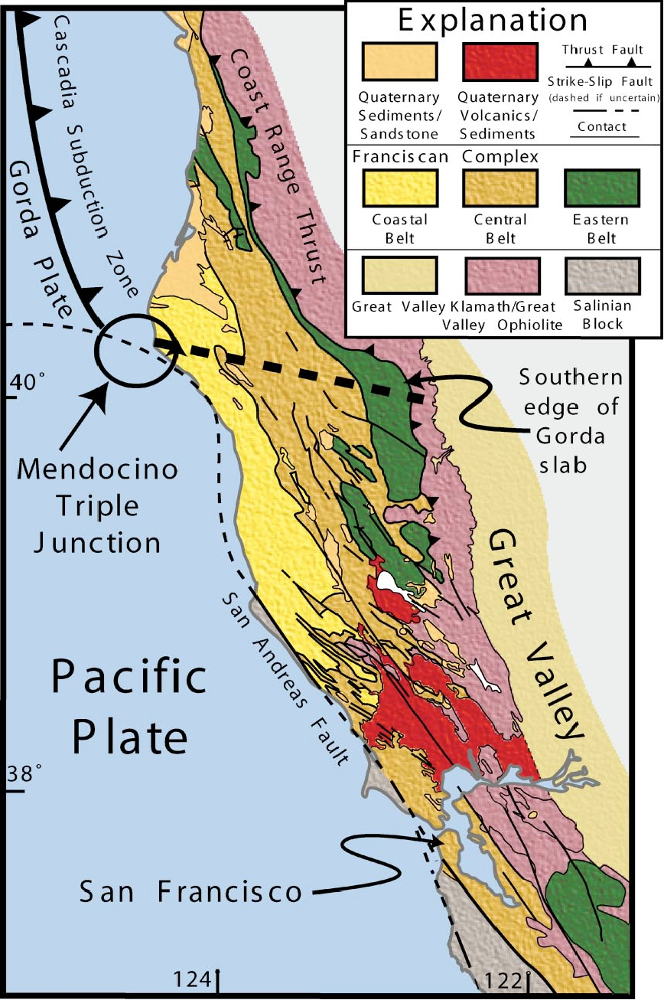 Explanation
Quaternary
Sediments/
Sandstone
Quaternary
Volcanics/
Sediments
Thrust Fault
Strike-Slip Fault
(dashed if uncertain)
Contact
Franciscan Complex
Coastal
Belt
Central
Belt
Eastern
Belt
Great Valley
Klamath/Great
Valley Ophiolite
Salinian
Block
Cascadia Subduction Zone
Gorda Plate
Coast Range Thrust
40°
Southern
edge of
Gorda
slab
Mendocino
Triple
Junction
Great Valley
San Andreas Fault
Pacific
Plate
38°
San Francisco
124°
122°